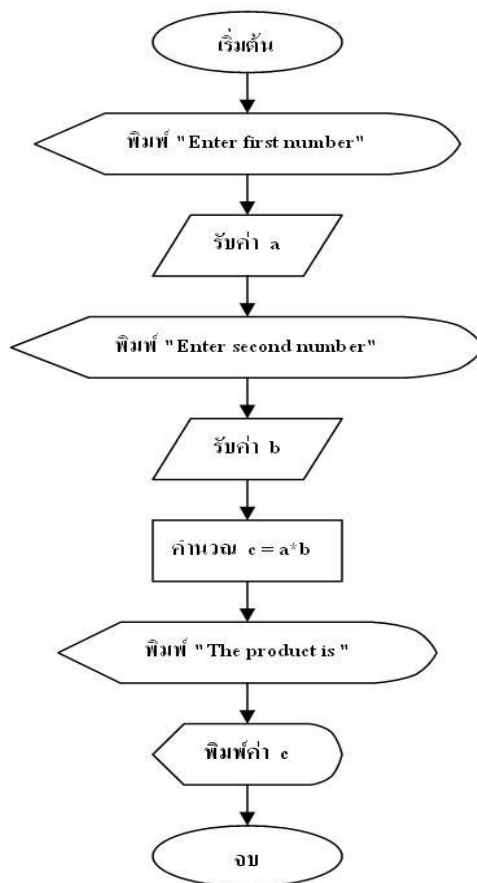 เริ่มต้น
พิมพ์ "Enter first number"
รับค่า a
พิมพ์ "Enter second number"
รับค่า b
คำนวณ c = a*b
พิมพ์ "The product is "
พิมพ์ค่า c
จบ